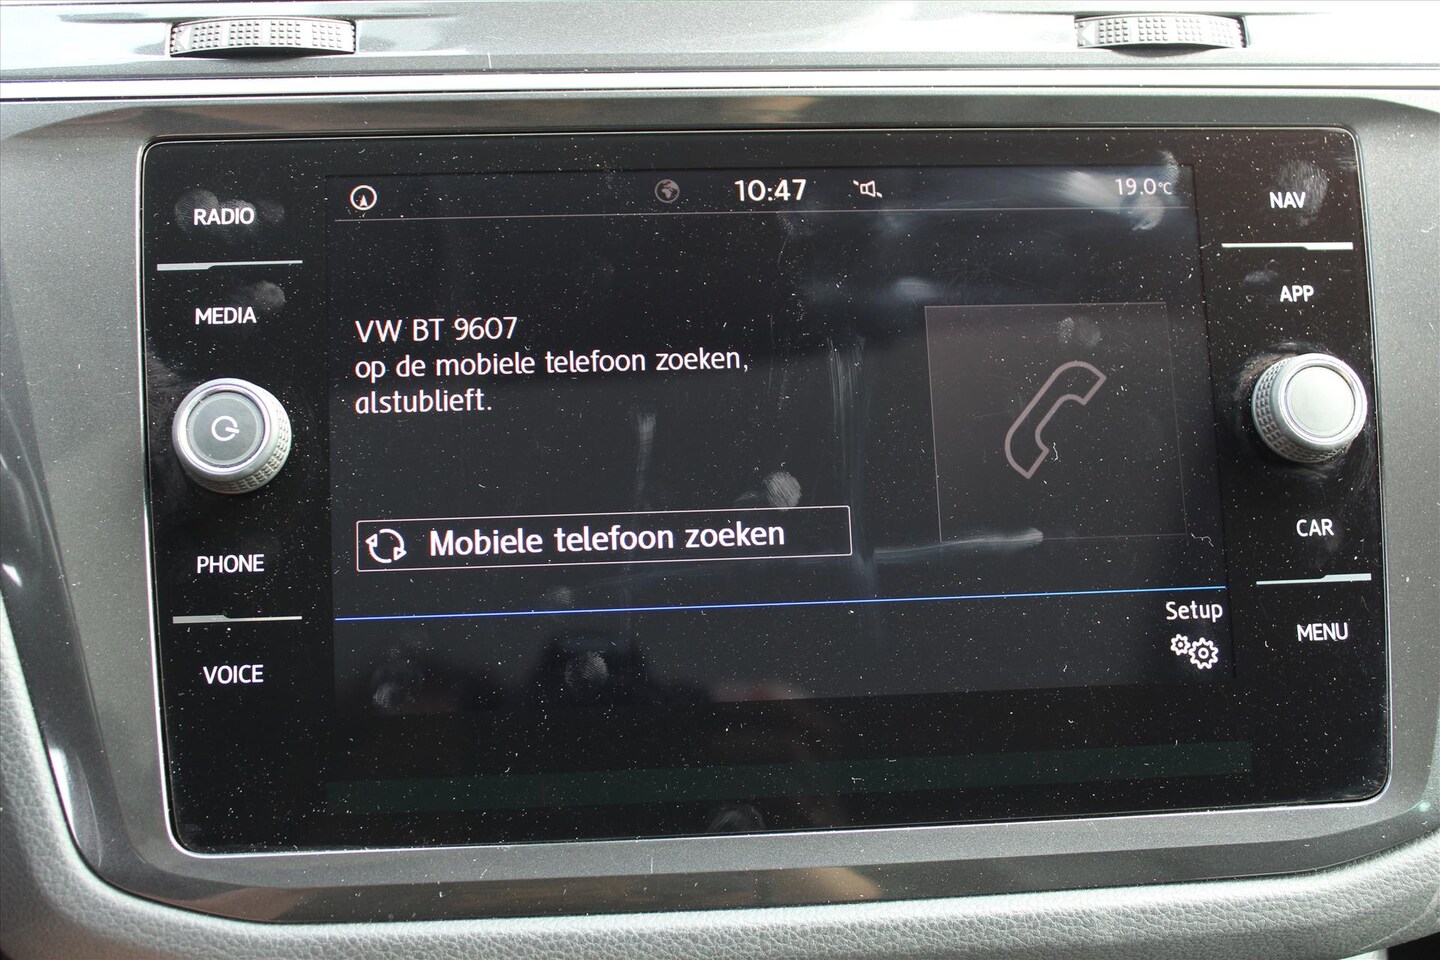 10:47
19.0°C
RADIO
MEDIA
PHONE
VOICE
VW BT 9607
op de mobiele telefoon zoeken,
alstublieft.
Mobiele telefoon zoeken
Setup
NAV
APP
CAR
MENU